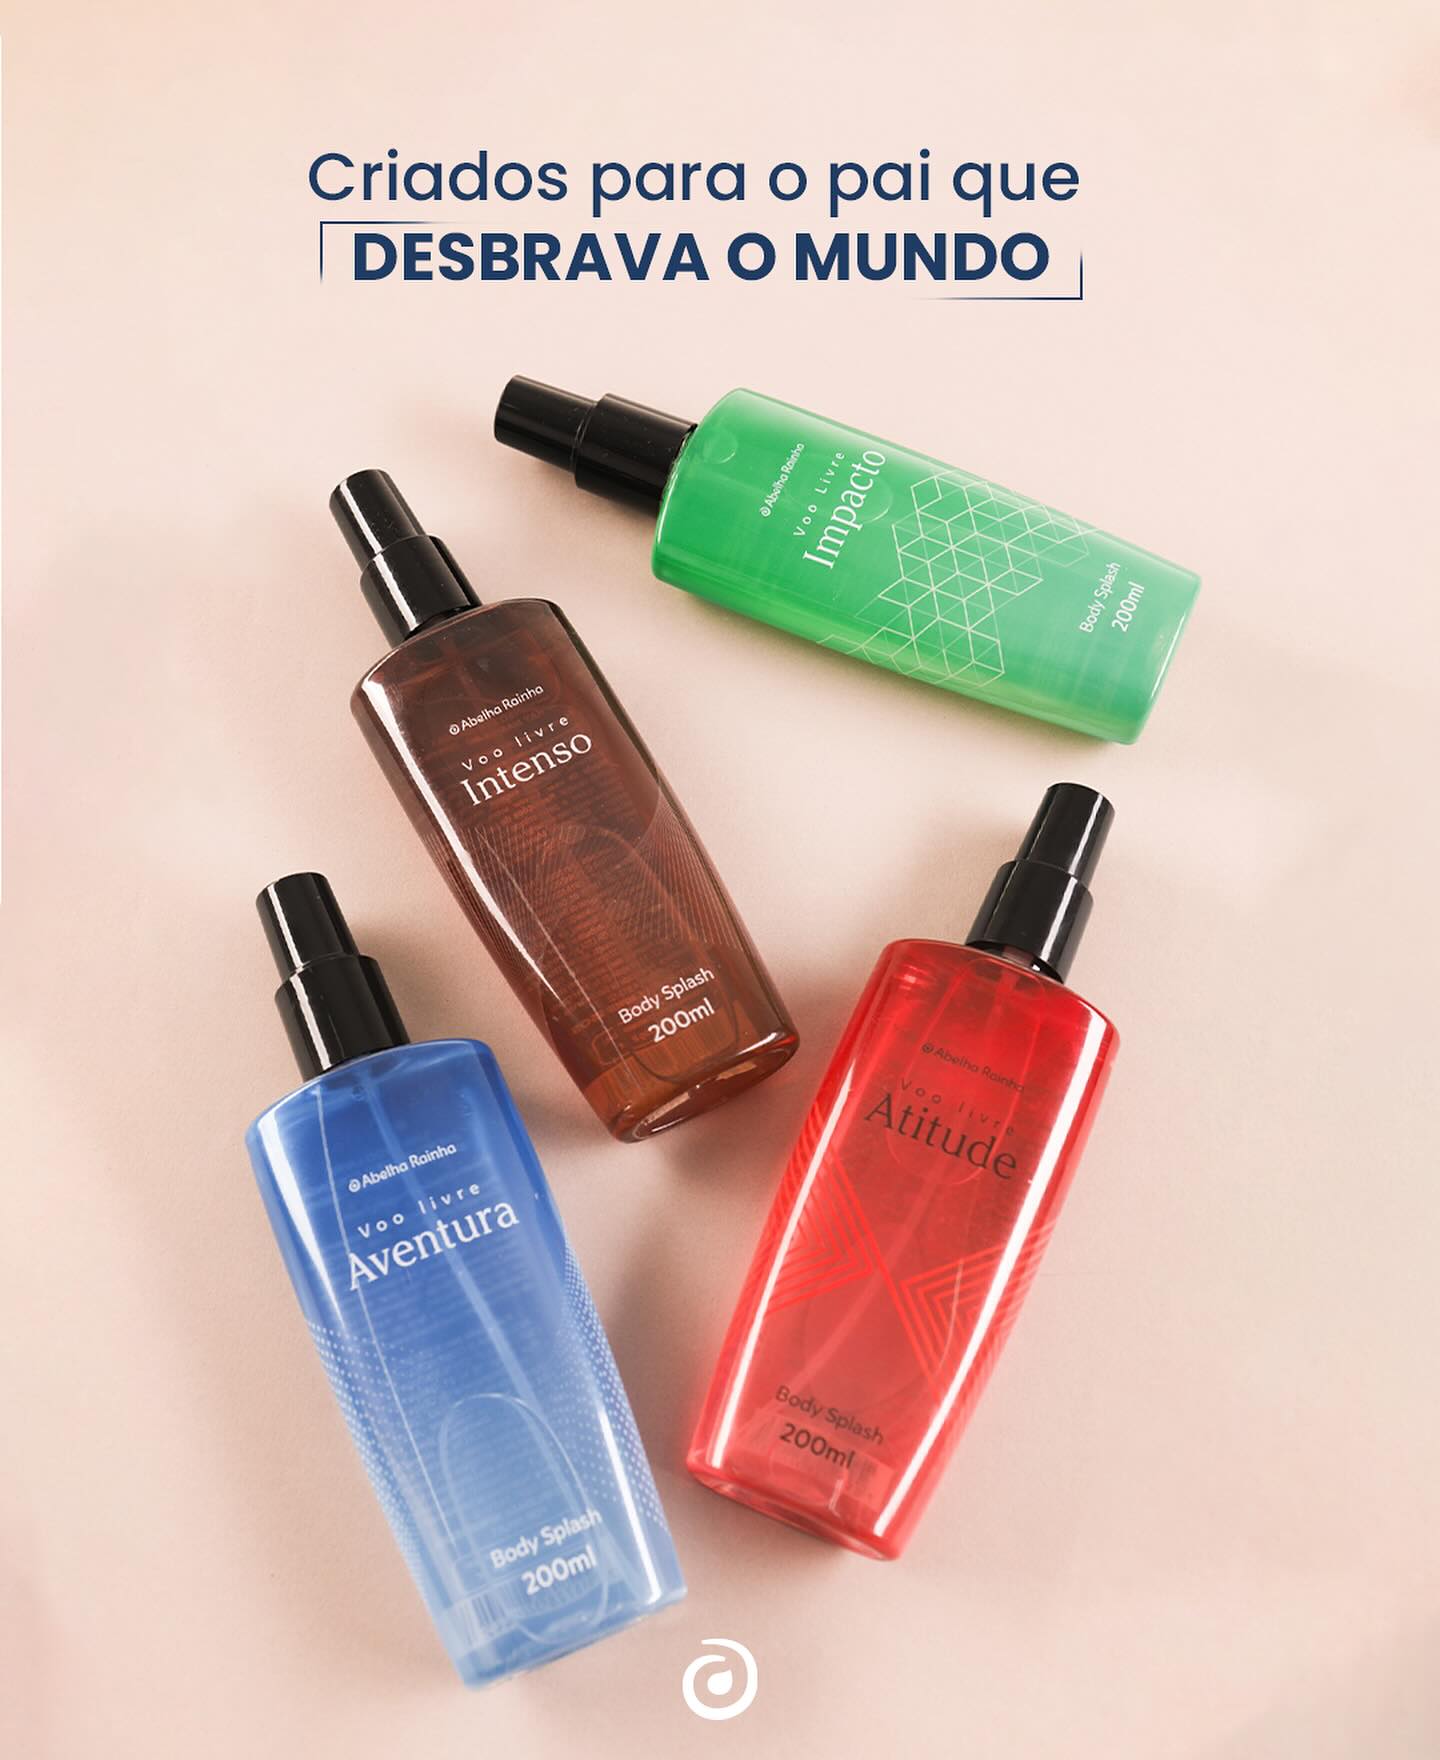 Criados para o pai que
DESBRAVA O MUNDO
Abelha Rainha
Voo Livre
Impacto
Body Splash
200ml
Abelha Rainha
Voo livre
Intenso
Body Splash
200ml
Abelha Rainha
Voo livre
Atitude
Body Splash
200ml
Abelha Rainha
Voo livre
Aventura
Body Splash
200ml